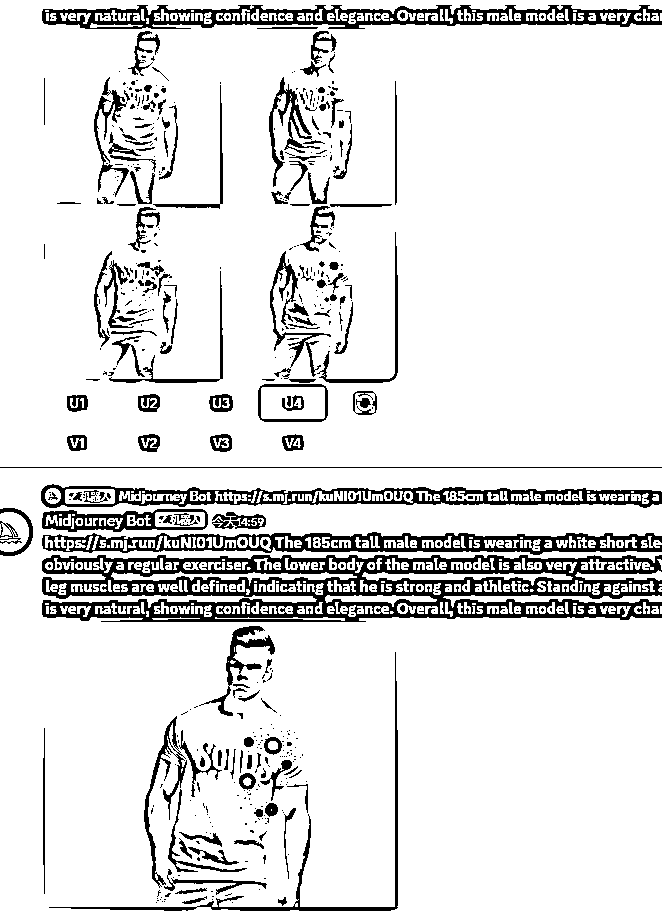 is very natural, showing confidence and elegance. Overall, this male model is a very char
U1 U2 U3 U4
V1 V2 V3 V4
机器人 Midjourney Bot https://s.mj.run/kuNI01UmOUQ The 185cm tall male model is wearing a
Midjourney Bot 机器人 今天14:59
https://s.mj.run/kuNI01UmOUQ The 185cm tall male model is wearing a white short sle
obviously a regular exerciser. The lower body of the male model is also very attractive. Y
leg muscles are well defined, indicating that he is strong and athletic. Standing against a
is very natural, showing confidence and elegance. Overall, this male model is a very char